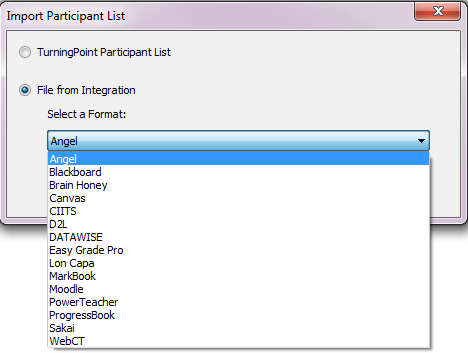 Import Participant List
TurningPoint Participant List
File from Integration
Select a Format:
Angel
Angel
Blackboard
Brain Honey
Canvas
CIITS
D2L
DATAWISE
Easy Grade Pro
Lon Capa
MarkBook
Moodle
PowerTeacher
ProgressBook
Sakai
WebCT